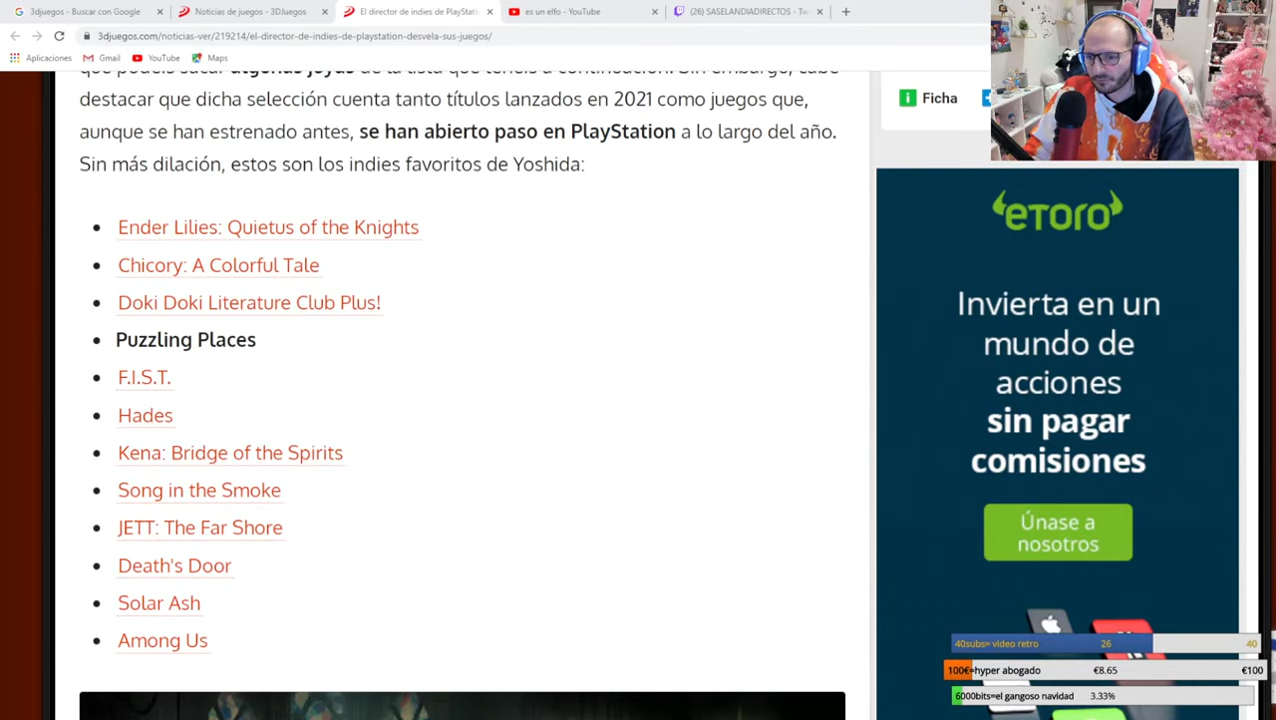 3djuegos - Buscar con Google
Noticias de juegos - 3DJuegos
El director de indies de PlayStatio
es un elfo - YouTube
(26) SASELANDIADIRECTOS - Tw
3djuegos.com/noticias-ver/219214/el-director-de-indies-de-playstation-desvela-sus-juegos/
Aplicaciones
Gmail
YouTube
Maps
que podéis sacar algunas joyas de la lista que tenéis a continuación. Sin embargo, cabe
destacar que dicha selección cuenta tanto títulos lanzados en 2021 como juegos que,
aunque se han estrenado antes, se han abierto paso en PlayStation a lo largo del año.
Sin más dilación, estos son los indies favoritos de Yoshida:
Ender Lilies: Quietus of the Knights
Chicory: A Colorful Tale
Doki Doki Literature Club Plus!
Puzzling Places
F.I.S.T.
Hades
Kena: Bridge of the Spirits
Song in the Smoke
JETT: The Far Shore
Death's Door
Solar Ash
Among Us
Ficha
eToro
Invierta en un
mundo de
acciones
sin pagar
comisiones
Únase a
nosotros
40subs= video retro 26 40
100€=hyper abogado €8.65 €100
6000bits=el gangoso navidad 3.33%